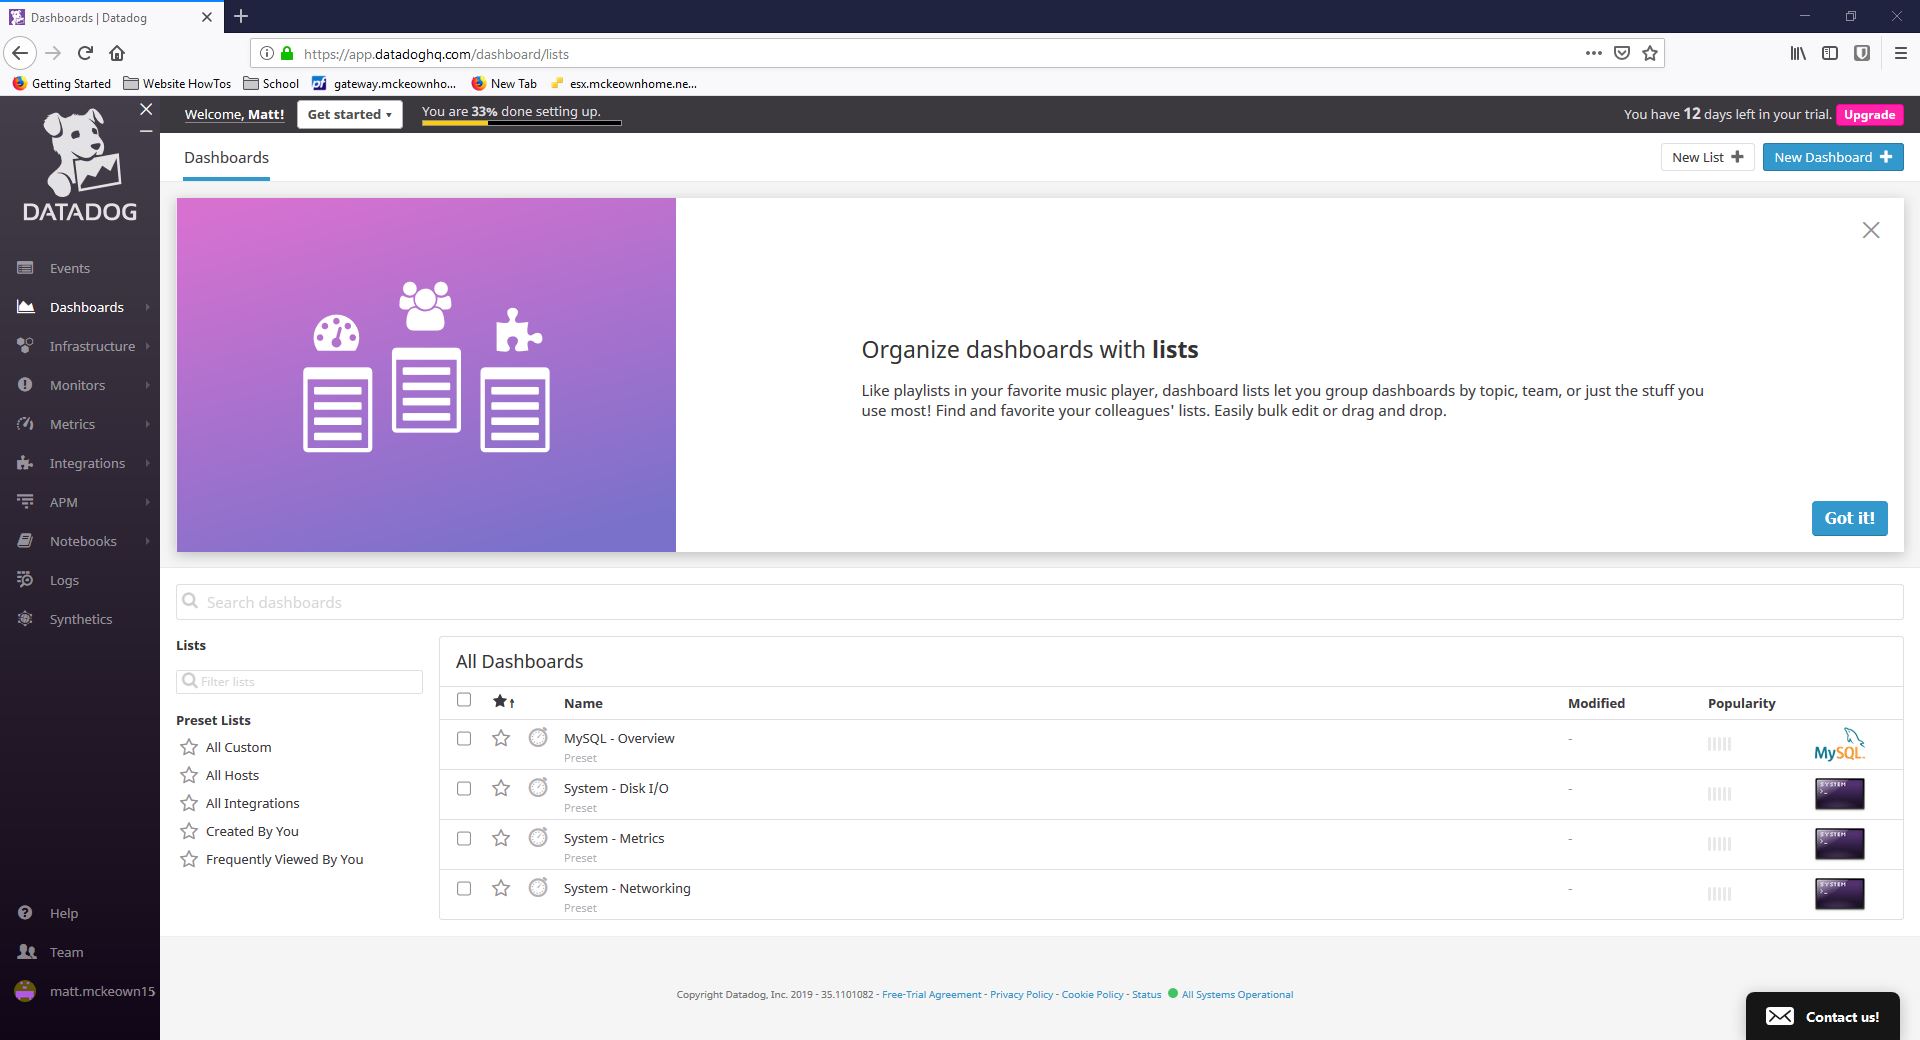 Dashboards | Datadog
https://app.datadoghq.com/dashboard/lists
Getting Started Website HowTos School gateway.mckeownho... New Tab esx.mckeownhome.ne...
DATADOG
Events
Dashboards
Infrastructure
Monitors
Metrics
Integrations
APM
Notebooks
Logs
Synthetics
Help
Team
matt.mckeown15
Welcome, Matt! Get started You are 33% done setting up. You have 12 days left in your trial. Upgrade
Dashboards New List New Dashboard
Organize dashboards with lists
Like playlists in your favorite music player, dashboard lists let you group dashboards by topic, team, or just the stuff you
use most! Find and favorite your colleagues' lists. Easily bulk edit or drag and drop.
Got it!
Search dashboards
Lists
Filter lists
Preset Lists
All Custom
All Hosts
All Integrations
Created By You
Frequently Viewed By You
All Dashboards
Name Modified Popularity
MySQL - Overview - MySQL
Preset
System - Disk I/O - SYSTEM
Preset
System - Metrics - SYSTEM
Preset
System - Networking - SYSTEM
Preset
Copyright Datadog, Inc. 2019 - 35.1101082 - Free-Trial Agreement - Privacy Policy - Cookie Policy - Status All Systems Operational
Contact us!